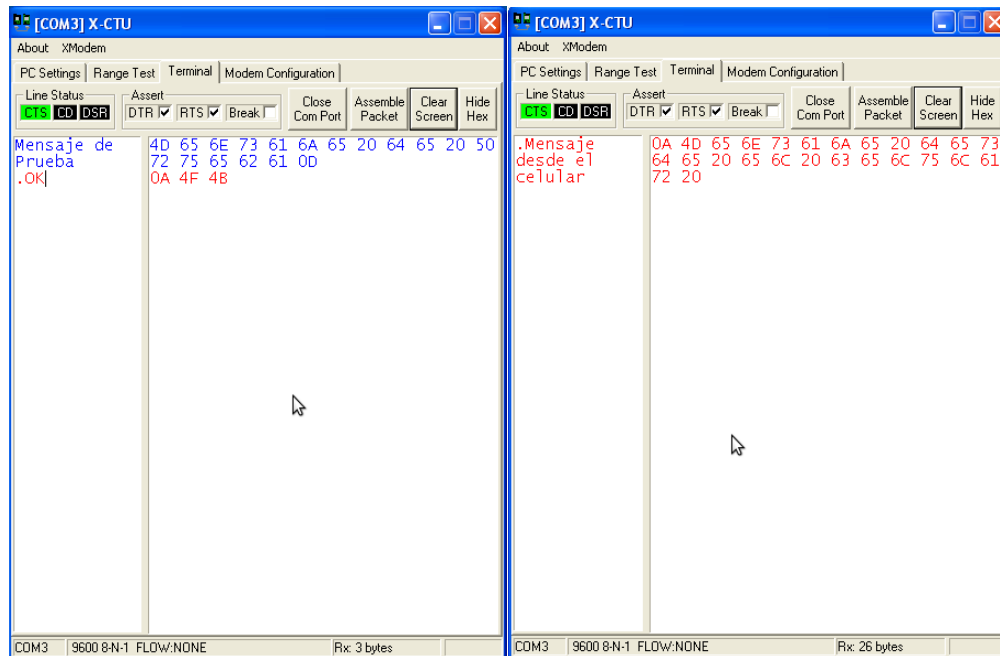 [COM3] X-CTU
About XModem
PC Settings Range Test Terminal Modem Configuration
Line Status
CTS CD DSR
Assert
DTR RTS Break
Close Com Port
Assemble Packet
Clear Screen
Hide Hex
Mensaje de
Prueba
.OK
4D 65 6E 73 61 6A 65 20 64 65 20 50
72 75 65 62 61 0D
0A 4F 4B
COM3 9600 8-N-1 FLOW:NONE Rx: 3 bytes
[COM3] X-CTU
About XModem
PC Settings Range Test Terminal Modem Configuration
Line Status
CTS CD DSR
Assert
DTR RTS Break
Close Com Port
Assemble Packet
Clear Screen
Hide Hex
.Mensaje
desde el
celular
0A 4D 65 6E 73 61 6A 65 20 64 65 73
64 65 20 65 6C 20 63 65 6C 75 6C 61
72 20
COM3 9600 8-N-1 FLOW:NONE Rx: 26 bytes